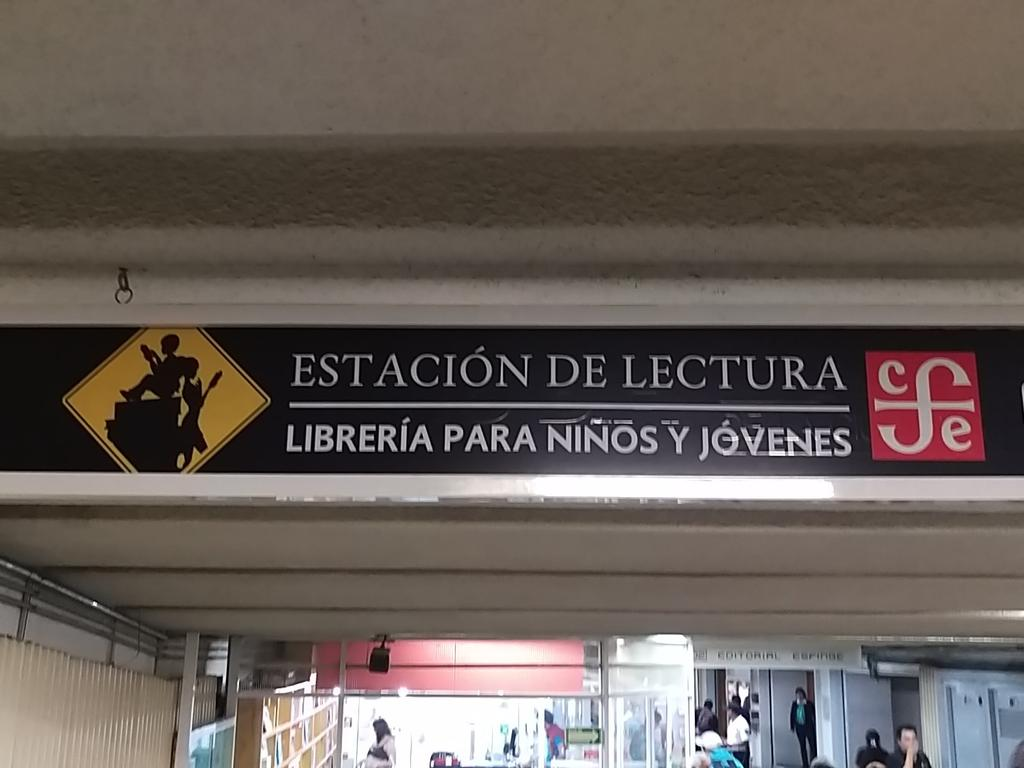 ESTACIÓN DE LECTURA
LIBRERÍA PARA NIÑOS Y JÓVENES
cfe
EDITORIAL ESFINGE